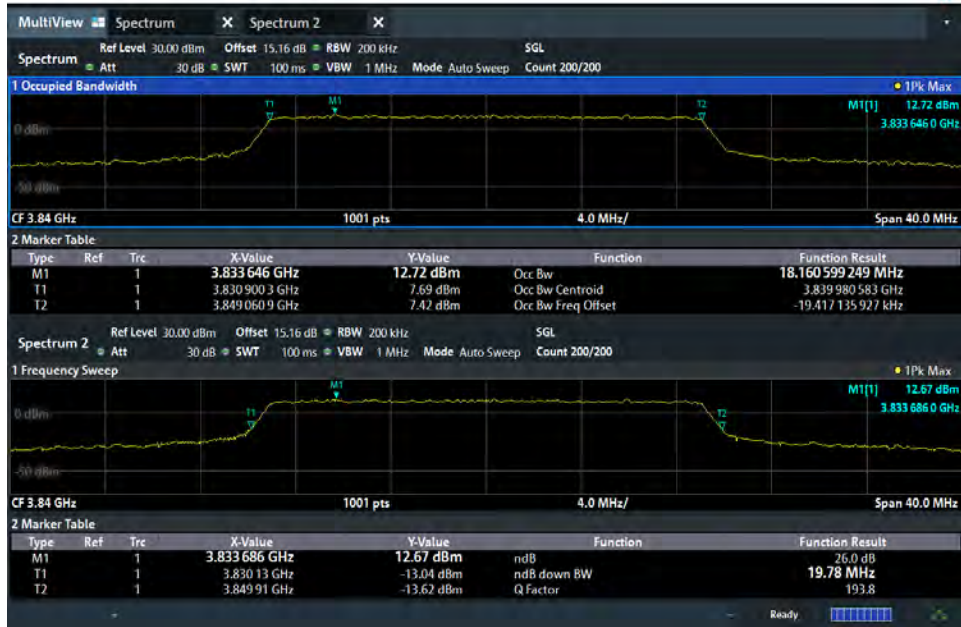 MultiView Spectrum X Spectrum 2 X
Ref Level 30.00 dBm Offset 15.16 dB RBW 200 kHz SGL
Spectrum Att 30 dB SWT 100 ms VBW 1 MHz Mode Auto Sweep Count 200/200
1 Occupied Bandwidth 1Pk Max
T1 M1 T2 M1[1] 12.72 dBm
0 dBm 3.833 646 0 GHz
-50 dBm
CF 3.84 GHz 1001 pts 4.0 MHz/ Span 40.0 MHz
2 Marker Table
Type Ref Trc X-Value Y-Value Function Function Result
M1 1 3.833 646 GHz 12.72 dBm Occ Bw 18.160 599 249 MHz
T1 1 3.830 900 3 GHz 7.69 dBm Occ Bw Centroid 3.839 980 583 GHz
T2 1 3.849 060 9 GHz 7.42 dBm Occ Bw Freq Offset -19.417 135 927 kHz
Ref Level 30.00 dBm Offset 15.16 dB RBW 200 kHz SGL
Spectrum 2 Att 30 dB SWT 100 ms VBW 1 MHz Mode Auto Sweep Count 200/200
1 Frequency Sweep 1Pk Max
M1 M1[1] 12.67 dBm
0 dBm T1 T2 3.833 686 0 GHz
-50 dBm
CF 3.84 GHz 1001 pts 4.0 MHz/ Span 40.0 MHz
2 Marker Table
Type Ref Trc X-Value Y-Value Function Function Result
M1 1 3.833 686 GHz 12.67 dBm ndB 26.0 dB
T1 1 3.830 13 GHz -13.04 dBm ndB down BW 19.78 MHz
T2 1 3.849 91 GHz -13.62 dBm Q Factor 193.8
Ready